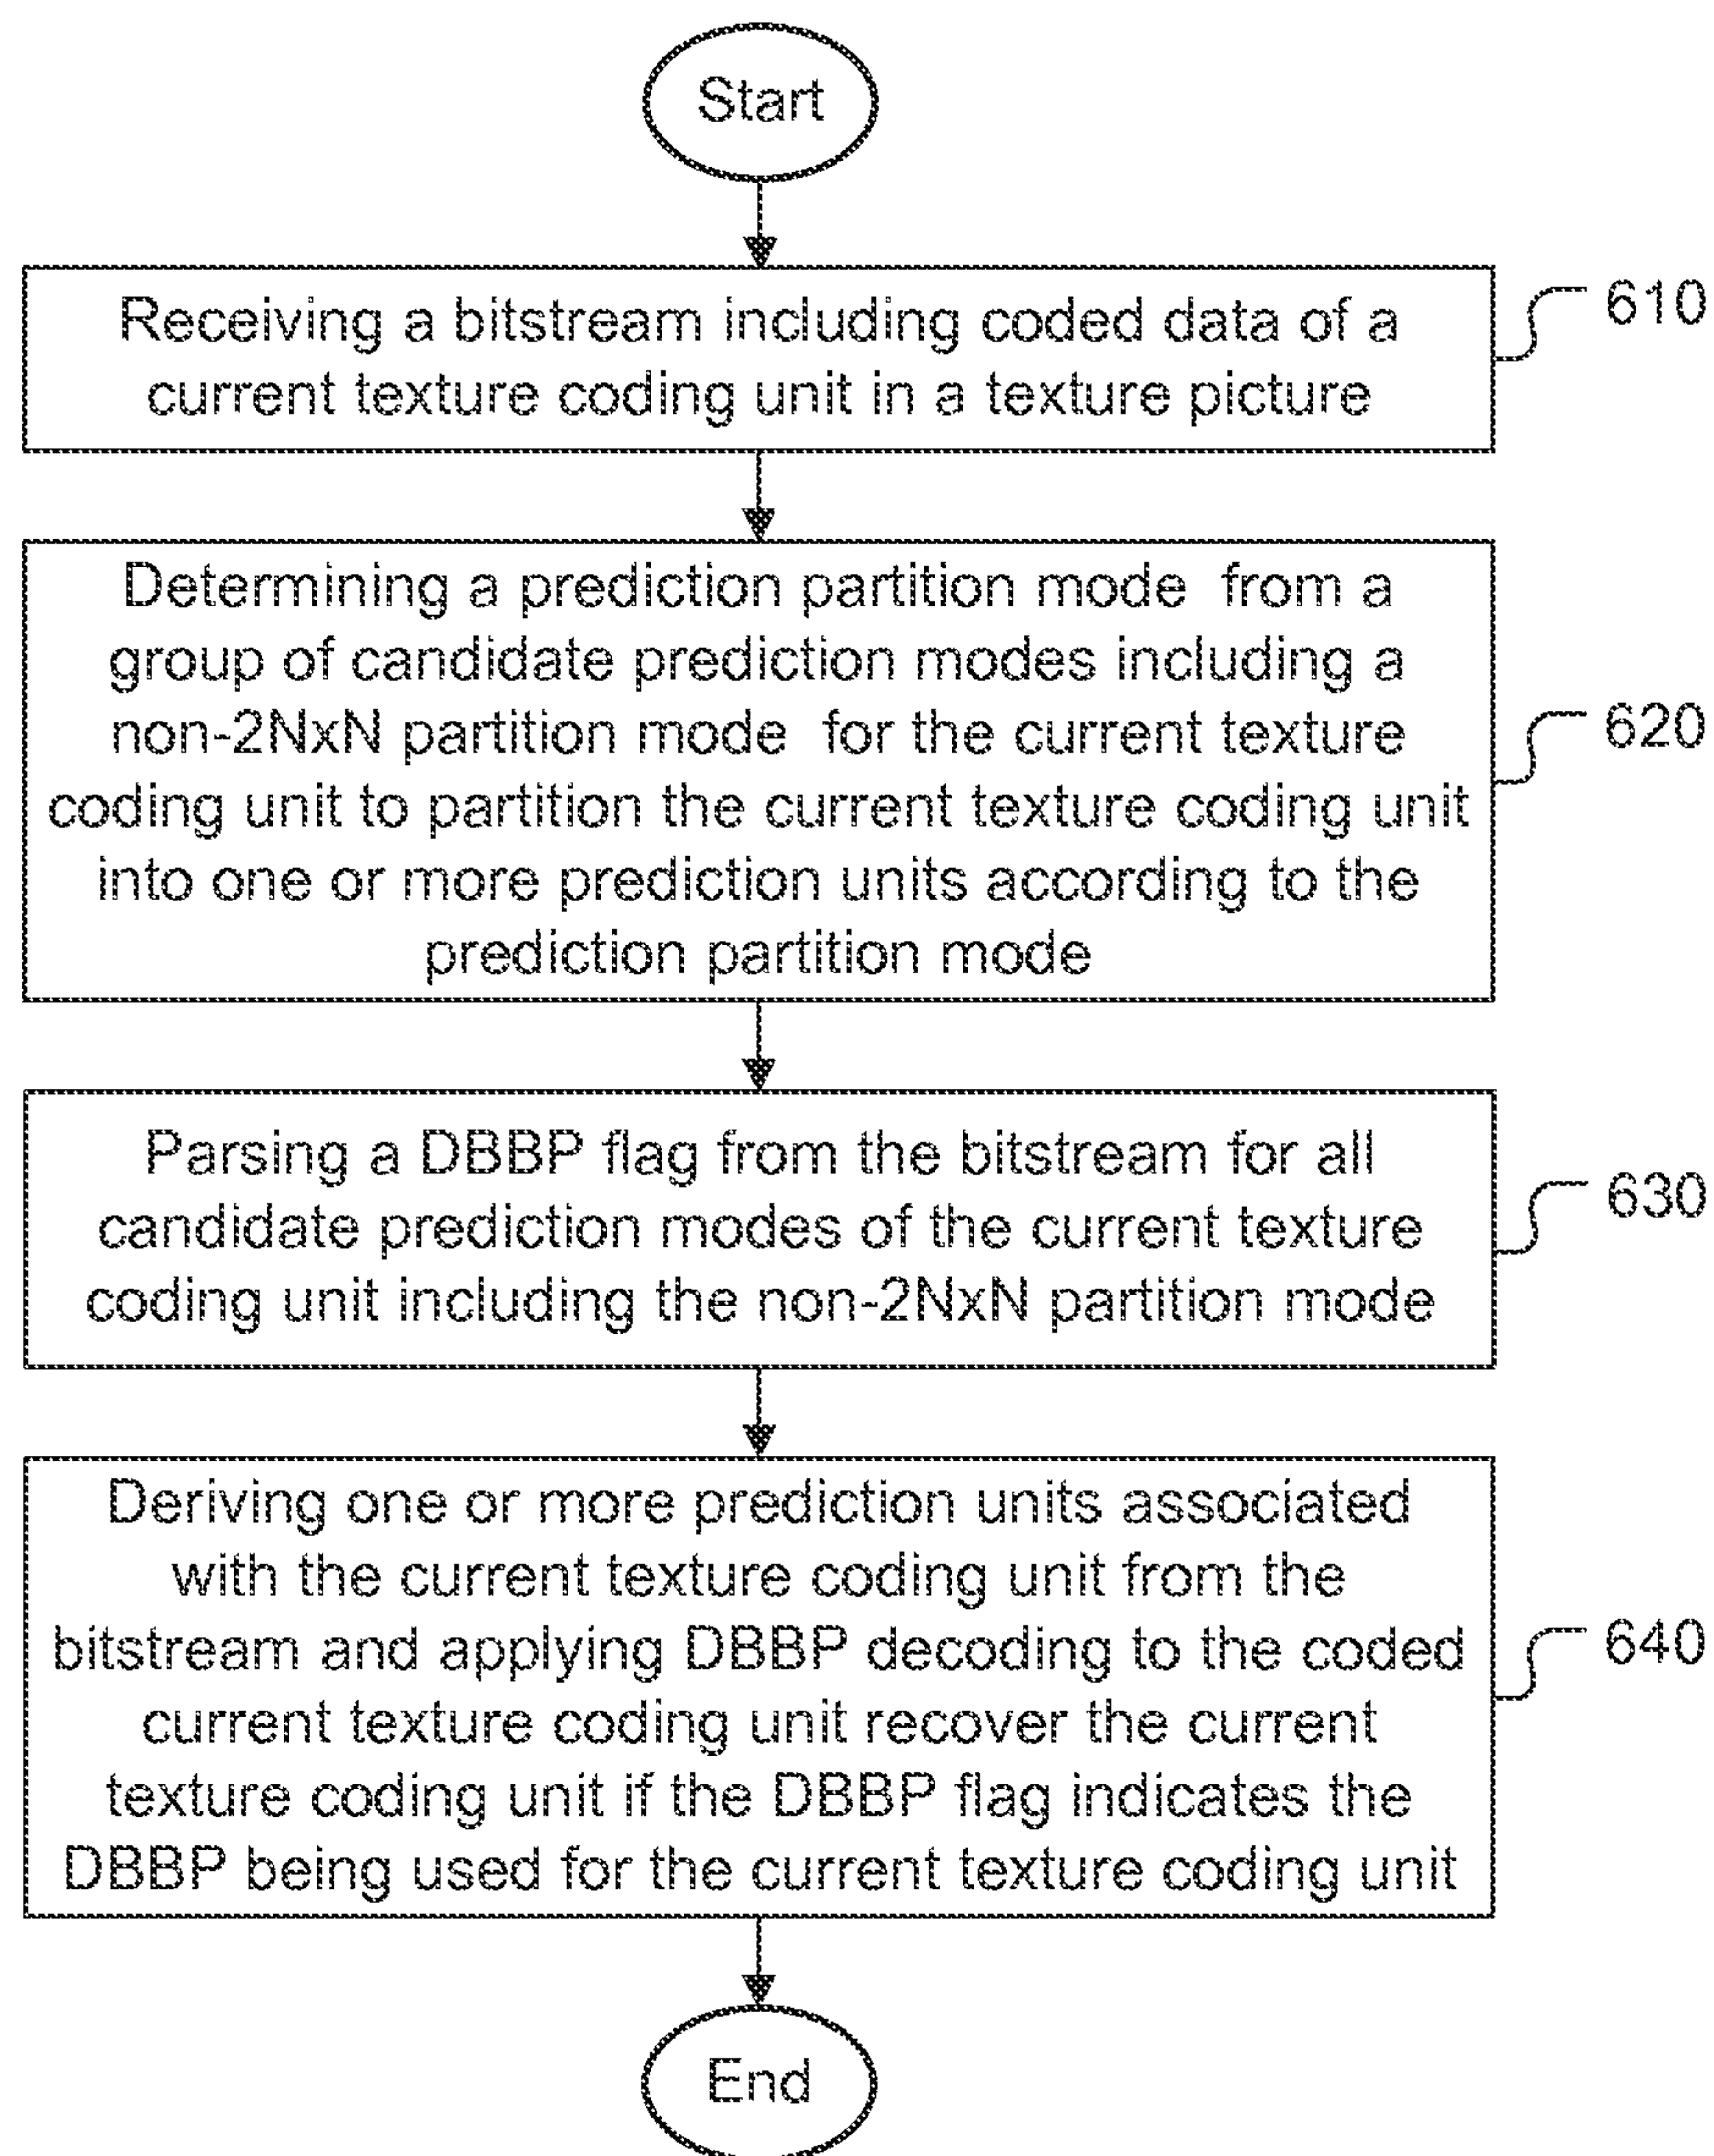 Start
Receiving a bitstream including coded data of a
current texture coding unit in a texture picture
610
Determining a prediction partition mode from a
group of candidate prediction modes including a
non-2NxN partition mode for the current texture
coding unit to partition the current texture coding unit
into one or more prediction units according to the
prediction partition mode
620
Parsing a DBBP flag from the bitstream for all
candidate prediction modes of the current texture
coding unit including the non-2NxN partition mode
630
Deriving one or more prediction units associated
with the current texture coding unit from the
bitstream and applying DBBP decoding to the coded
current texture coding unit recover the current
texture coding unit if the DBBP flag indicates the
DBBP being used for the current texture coding unit
640
End